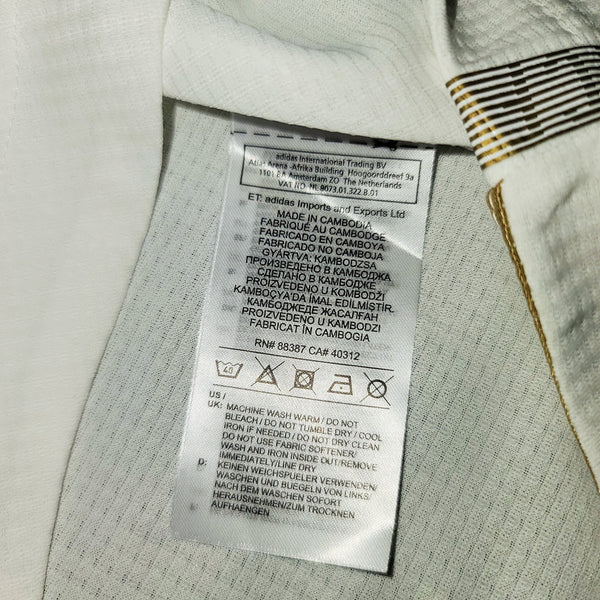 adidas International Trading BV
Atlas Arena -Afrika Building Hoogoorddreef 9a
1101 BA Amsterdam ZO The Netherlands
VAT NO. NL 8073.01.322.B.01
ET: adidas Imports and Exports Ltd
MADE IN CAMBODIA
FABRIQUÉ AU CAMBODGE
FABRICADO EN CAMBOYA
FABRICADO NO CAMBOJA
GYÁRTVA: KAMBODZSA
ПРОИЗВЕДЕНО В КАМБОДЖА
СДЕЛАНО В КАМБОДЖЕ
PROIZVEDENO U KOMBODŽI
KAMBOÇYA'DA İMAL EDİLMİŞTİR.
КАМБОДЖЕДЕ ЖАСАЛҒАН
PROIZVEDENO U KAMBODZI
FABRICAT ÎN CAMBOGIA
RN# 88387 CA# 40312
40
US /
UK: MACHINE WASH WARM / DO NOT
BLEACH / DO NOT TUMBLE DRY / COOL
IRON IF NEEDED / DO NOT DRY CLEAN
DO NOT USE FABRIC SOFTENER/
WASH AND IRON INSIDE OUT/REMOVE
IMMEDIATELY/LINE DRY
D: KEINEN WEICHSPUELER VERWENDEN/
WASCHEN UND BUEGELN VON LINKS/
NACH DEM WASCHEN SOFORT
HERAUSNEHMEN/ZUM TROCKNEN
AUFHAENGEN